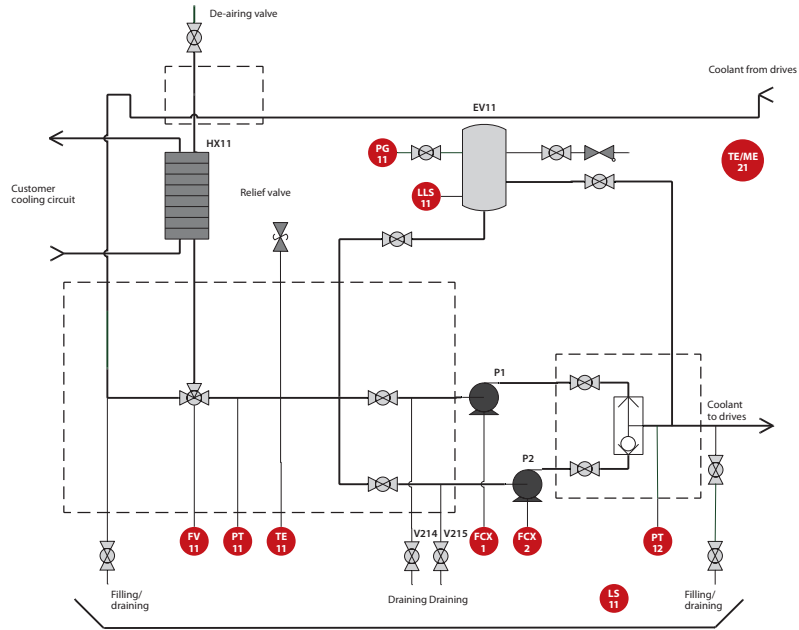 De-airing valve
Coolant from drives
EV11
HX11
PG
11
TE/ME
21
Customer
cooling circuit
Relief valve
LLS
11
P1
Coolant
to drives
P2
V214
V215
FV
11
PT
11
TE
11
FCX
1
FCX
2
PT
12
Filling/
draining
Draining
Draining
LS
11
Filling/
draining